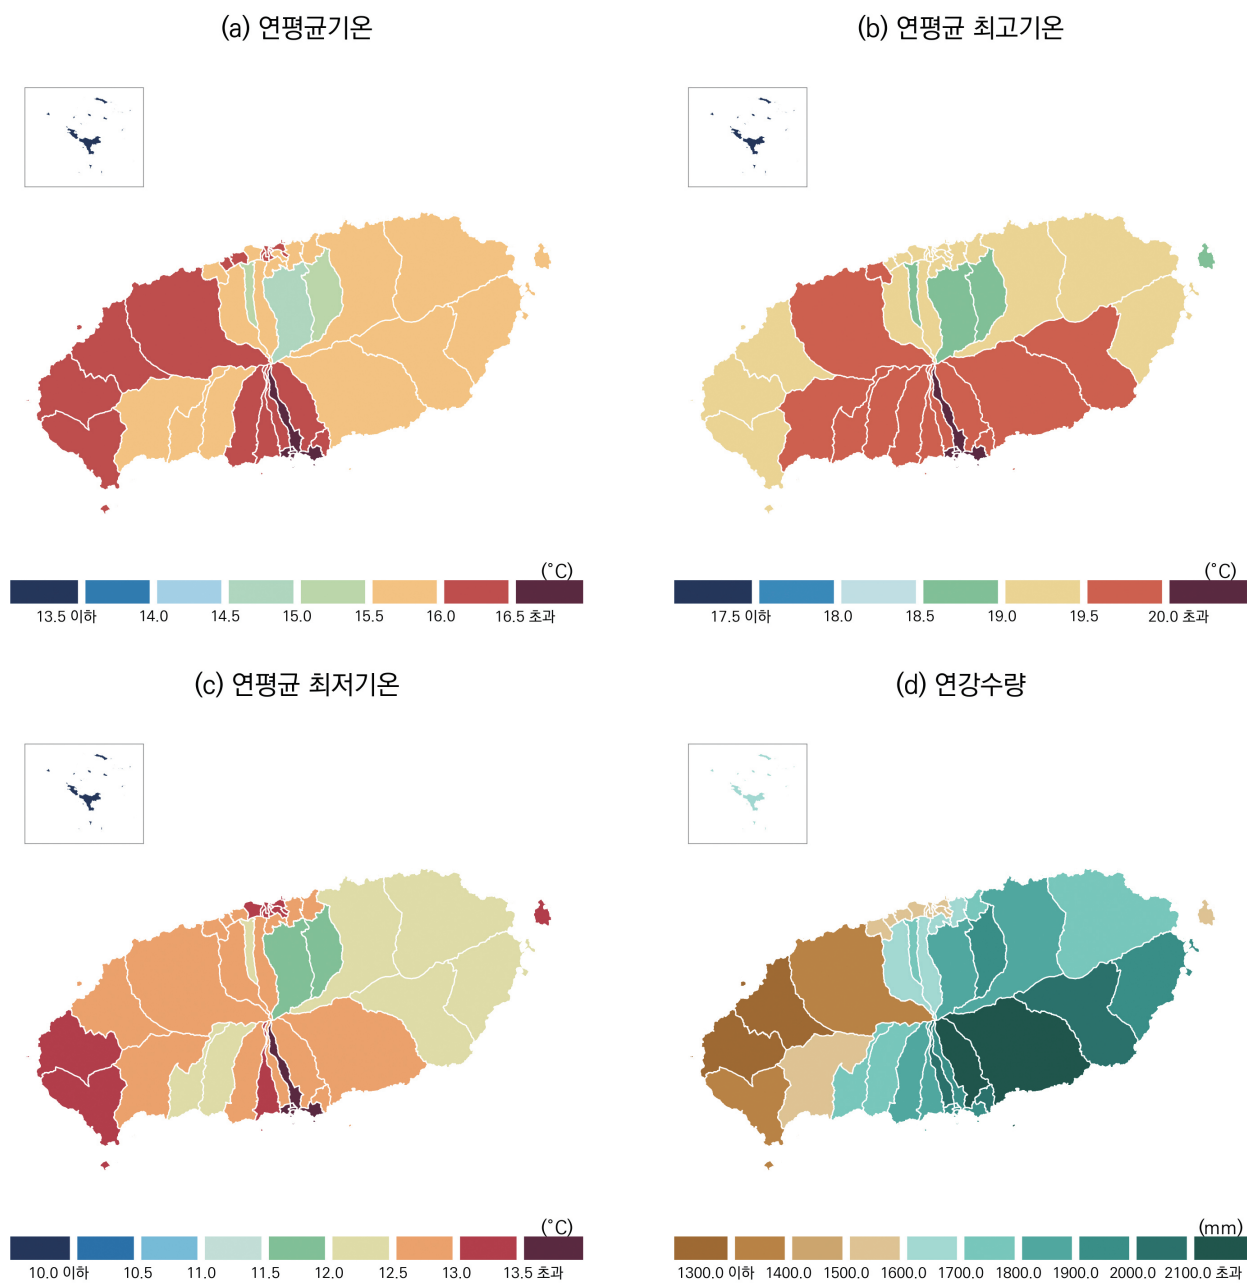 (a) 연평균기온
(b) 연평균 최고기온
(˚C)
13.5 이하 14.0 14.5 15.0 15.5 16.0 16.5 초과
(˚C)
17.5 이하 18.0 18.5 19.0 19.5 20.0 초과
(c) 연평균 최저기온
(d) 연강수량
(˚C)
10.0 이하 10.5 11.0 11.5 12.0 12.5 13.0 13.5 초과
(mm)
1300.0 이하 1400.0 1500.0 1600.0 1700.0 1800.0 1900.0 2000.0 2100.0 초과